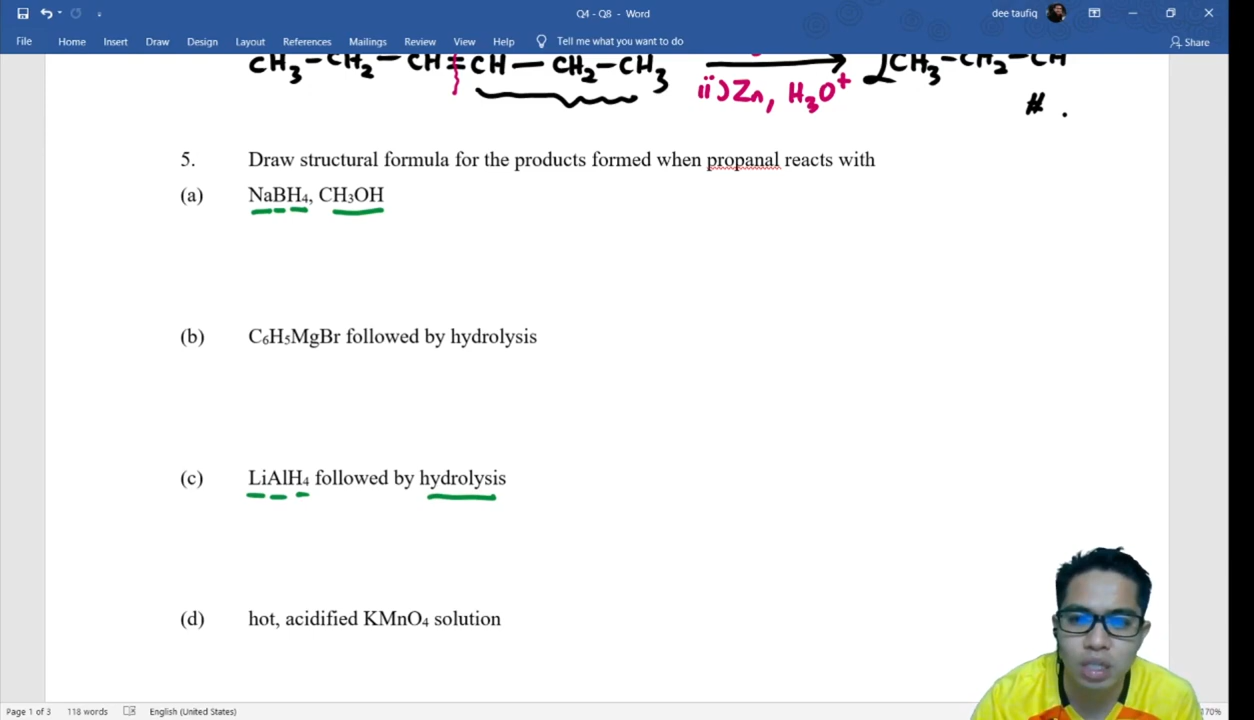 Q4 - Q8 - Word
dee taufiq
File Home Insert Draw Design Layout References Mailings Review View Help Tell me what you want to do Share
CH3-CH2-CH=CH-CH2-CH3 2CH3-CH2-CH
ii) Zn, H3O+
# .
5. Draw structural formula for the products formed when propanal reacts with
(a) NaBH4, CH3OH
(b) C6H5MgBr followed by hydrolysis
(c) LiAlH4 followed by hydrolysis
(d) hot, acidified KMnO4 solution
Page 1 of 3 118 words English (United States) 170%